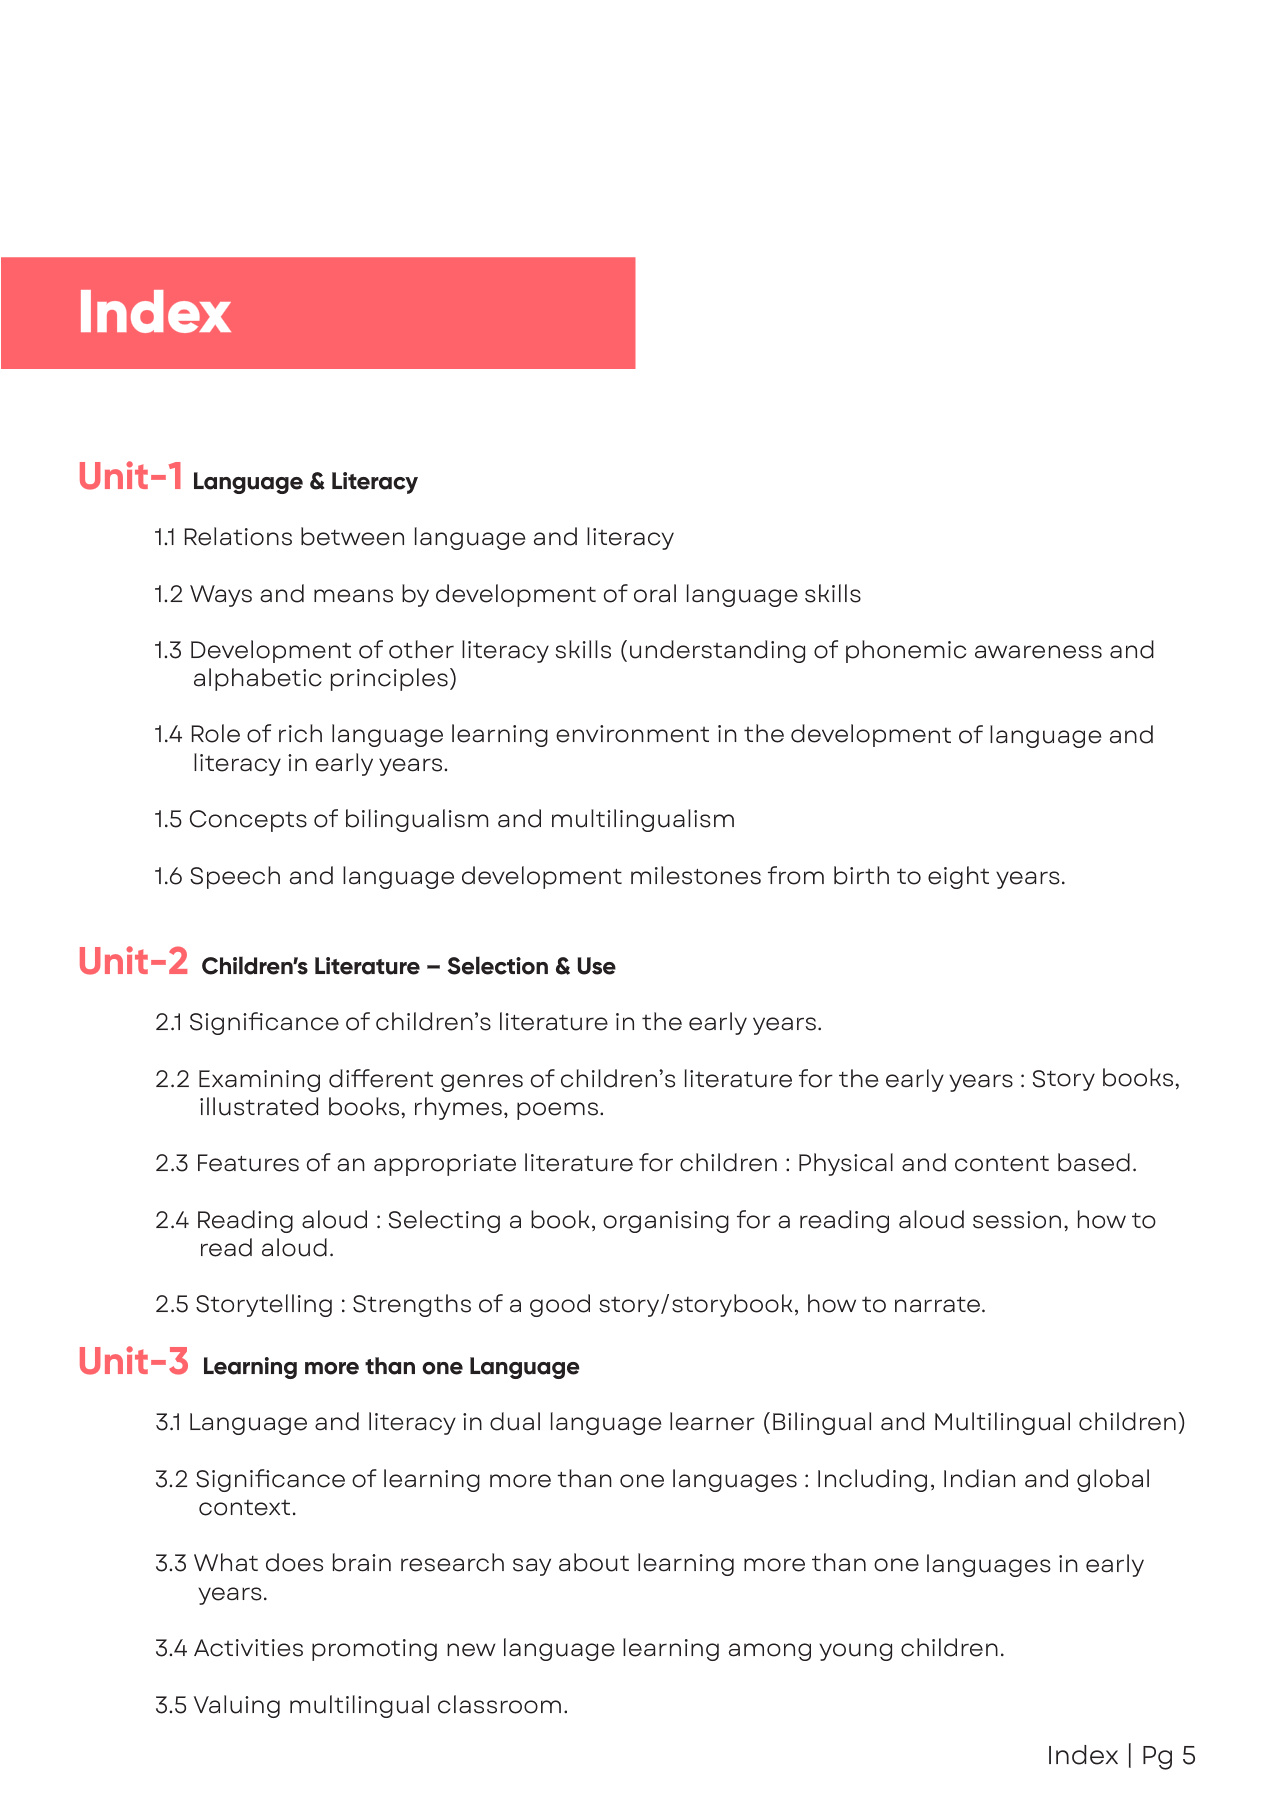 Index
Unit-1 Language & Literacy
1.1 Relations between language and literacy
1.2 Ways and means by development of oral language skills
1.3 Development of other literacy skills (understanding of phonemic awareness and
alphabetic principles)
1.4 Role of rich language learning environment in the development of language and
literacy in early years.
1.5 Concepts of bilingualism and multilingualism
1.6 Speech and language development milestones from birth to eight years.
Unit-2 Children's Literature – Selection & Use
2.1 Significance of children's literature in the early years.
2.2 Examining different genres of children's literature for the early years : Story books,
illustrated books, rhymes, poems.
2.3 Features of an appropriate literature for children : Physical and content based.
2.4 Reading aloud : Selecting a book, organising for a reading aloud session, how to
read aloud.
2.5 Storytelling : Strengths of a good story/storybook, how to narrate.
Unit-3 Learning more than one Language
3.1 Language and literacy in dual language learner (Bilingual and Multilingual children)
3.2 Significance of learning more than one languages : Including, Indian and global
context.
3.3 What does brain research say about learning more than one languages in early
years.
3.4 Activities promoting new language learning among young children.
3.5 Valuing multilingual classroom.
Index | Pg 5